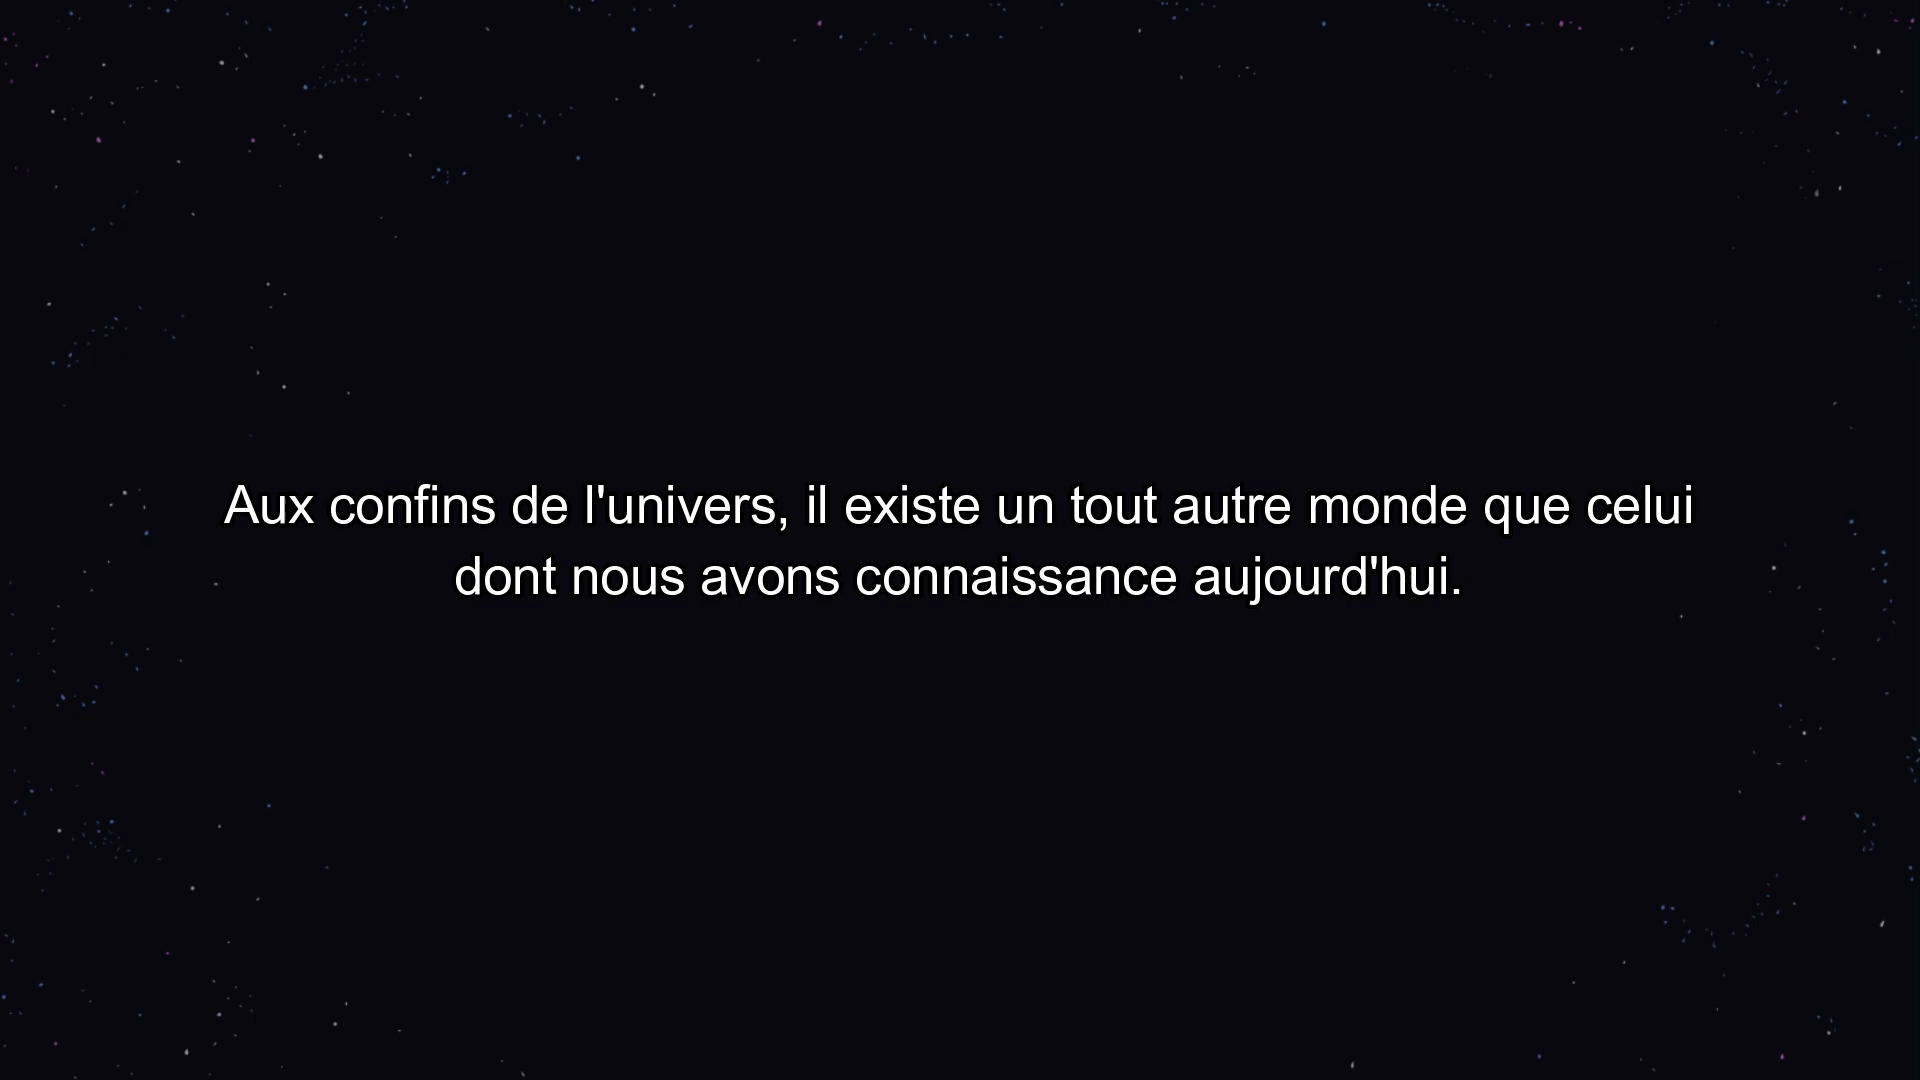 Aux confins de l'univers, il existe un tout autre monde que celui
dont nous avons connaissance aujourd'hui.